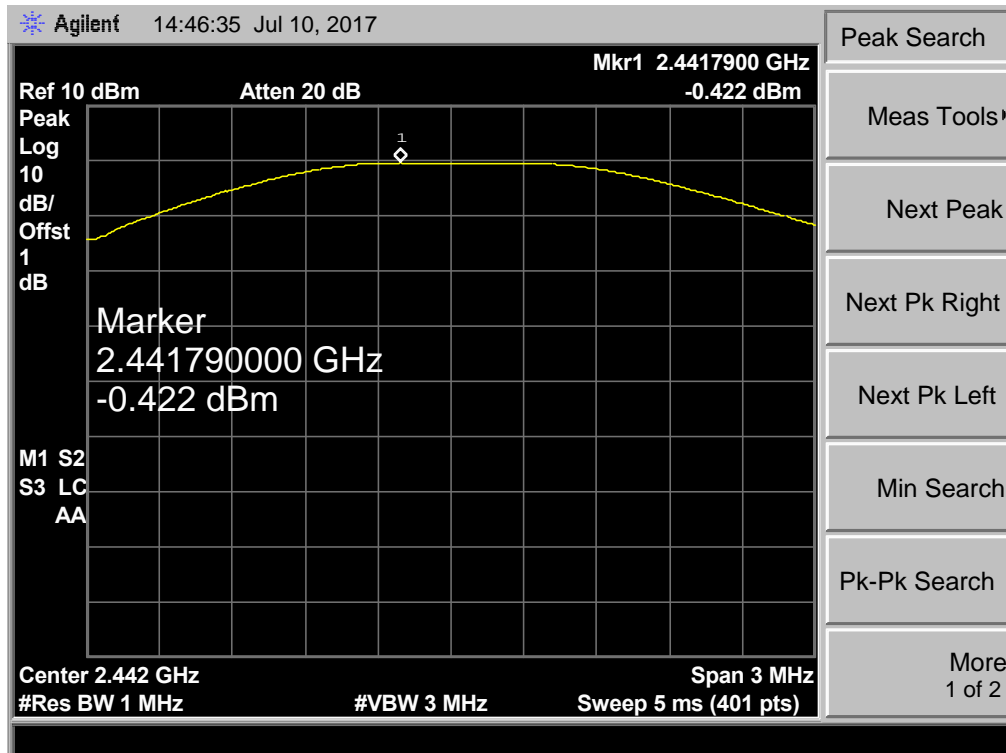 Agilent 14:46:35 Jul 10, 2017
Peak Search
Mkr1 2.4417900 GHz
Ref 10 dBm Atten 20 dB -0.422 dBm
Peak
Log
10
dB/
Offst
1
dB
1
Marker
2.441790000 GHz
-0.422 dBm
M1 S2
S3 LC
AA
Center 2.442 GHz Span 3 MHz
#Res BW 1 MHz #VBW 3 MHz Sweep 5 ms (401 pts)
Meas Tools
Next Peak
Next Pk Right
Next Pk Left
Min Search
Pk-Pk Search
More
1 of 2